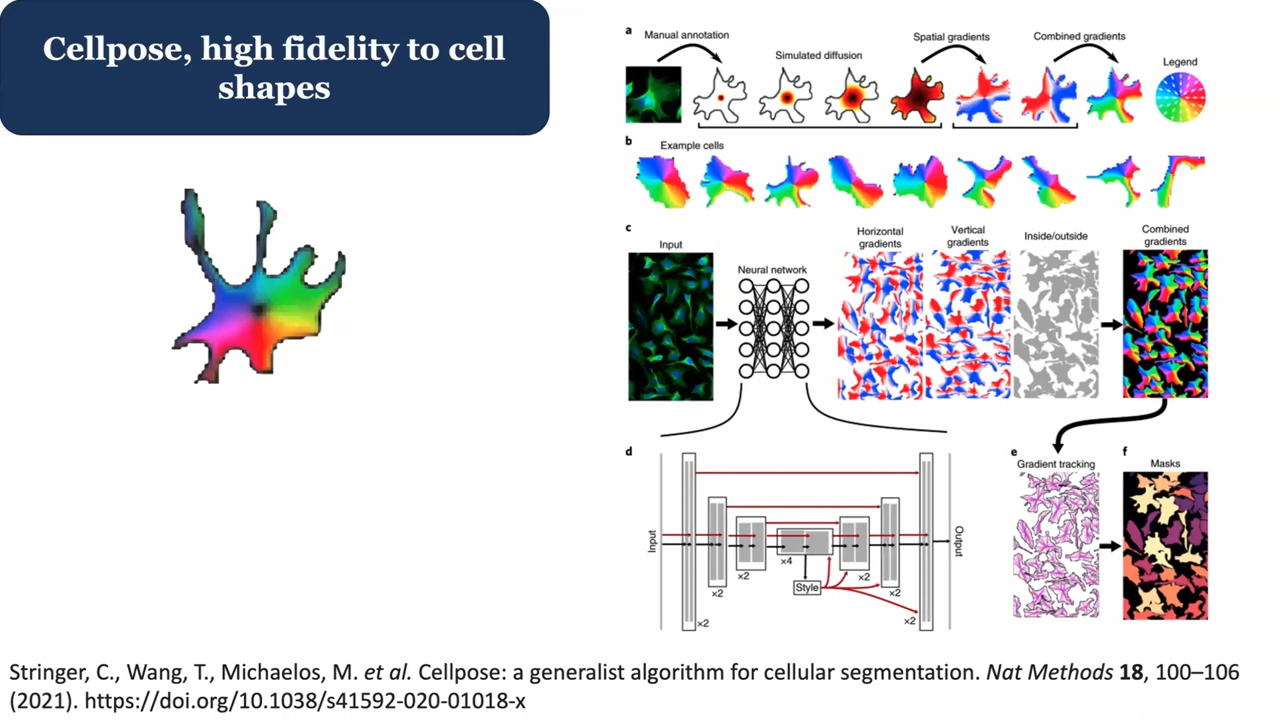 Cellpose, high fidelity to cell
shapes
a
Manual annotation
Simulated diffusion
Spatial gradients
Combined gradients
Legend
b
Example cells
c
Input
Neural network
Horizontal
gradients
Vertical
gradients
Inside/outside
Combined
gradients
d
Input
×2
×2
×2
×4
Style
×2
×2
×2
Output
e
Gradient tracking
f
Masks
Stringer, C., Wang, T., Michaelos, M. et al. Cellpose: a generalist algorithm for cellular segmentation. Nat Methods 18, 100–106
(2021). https://doi.org/10.1038/s41592-020-01018-x